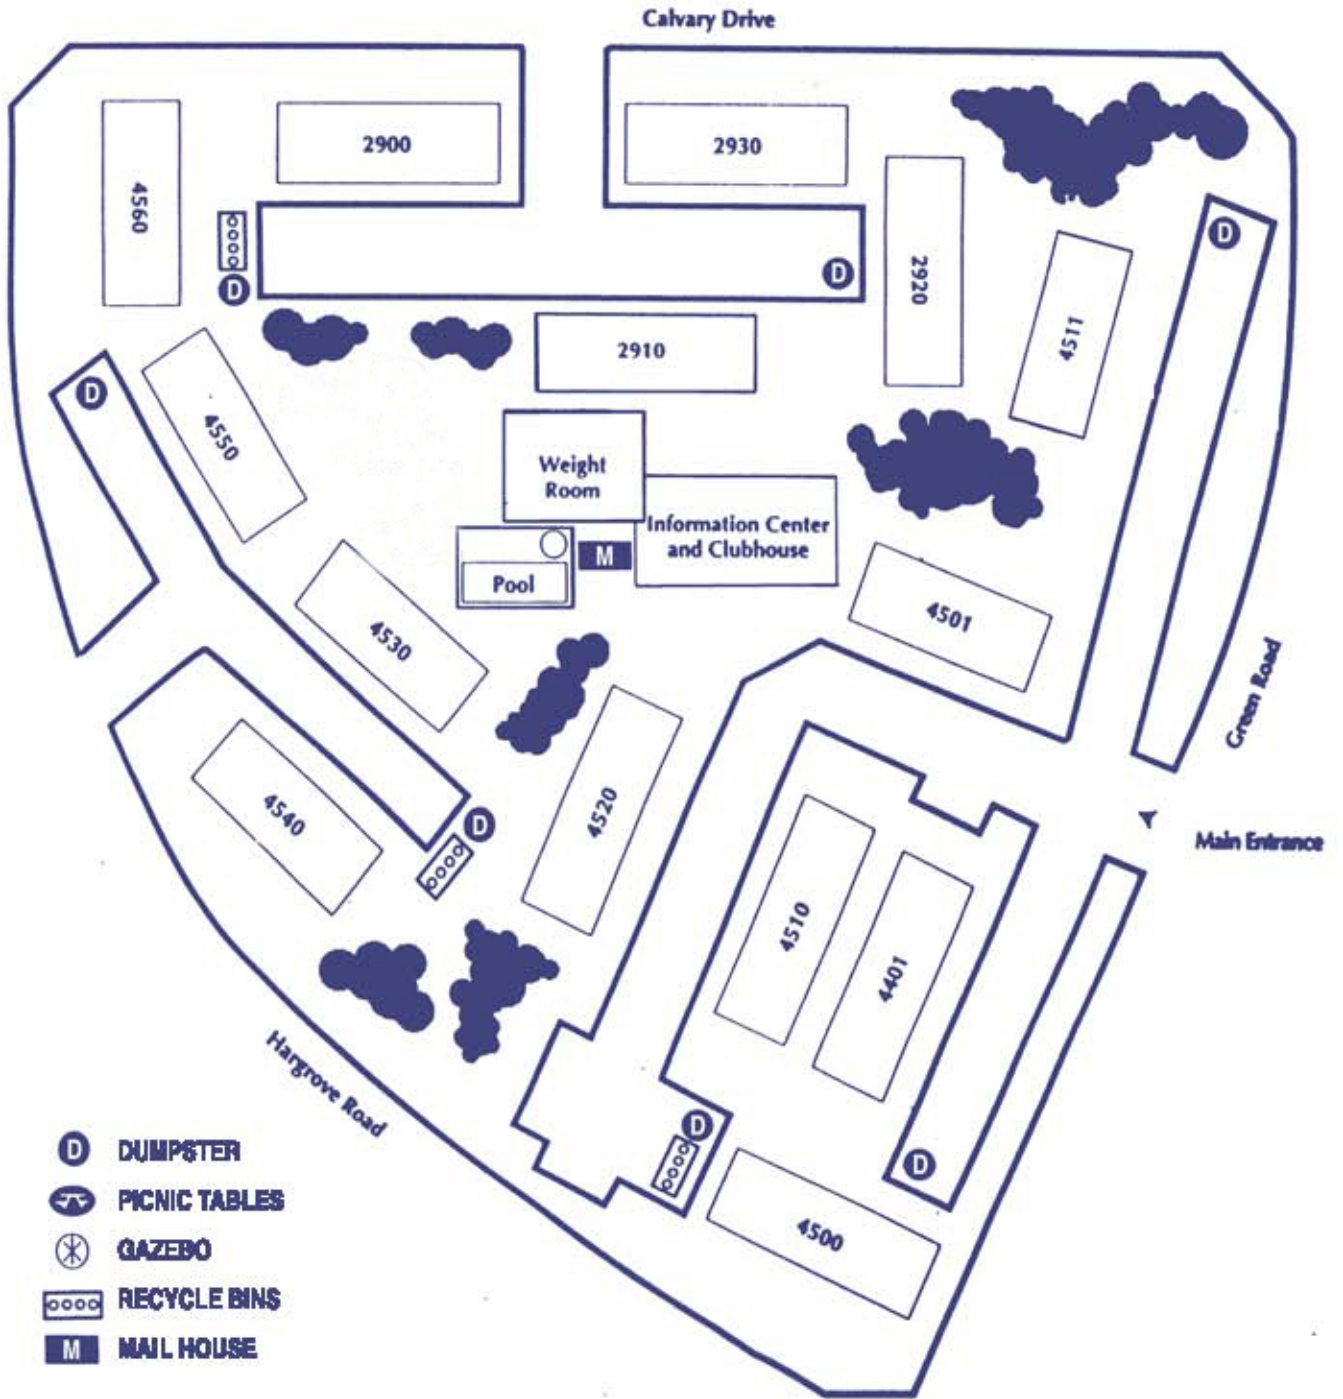 Calvary Drive
2900
2930
4560
2920
D
D
D
4511
2910
D
4550
Weight
Room
Information Center
and Clubhouse
M
Pool
4501
4530
Green Road
4540
4520
D
Main Entrance
4510
4401
Hargrove Road
D
D
4500
D DUMPSTER
PICNIC TABLES
GAZEBO
RECYCLE BINS
M MAIL HOUSE